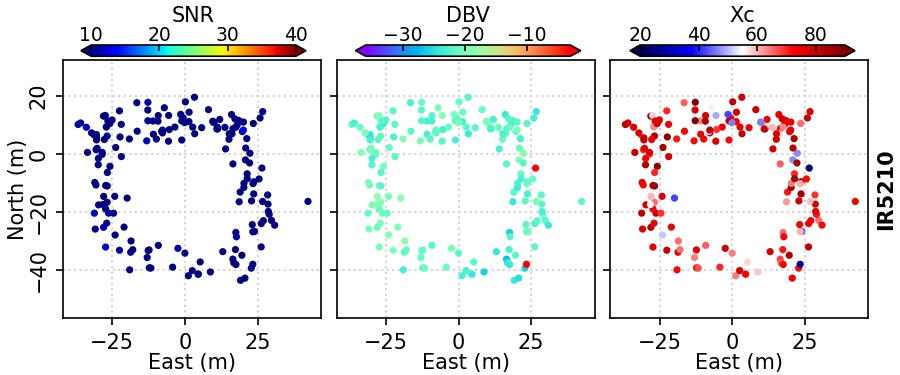 SNR DBV Xc
10 20 30 40 −30 −20 −10 20 40 60 80
20
0
−20
−40
North (m)
−25 0 25 −25 0 25 −25 0 25
East (m) East (m) East (m)
IR5210